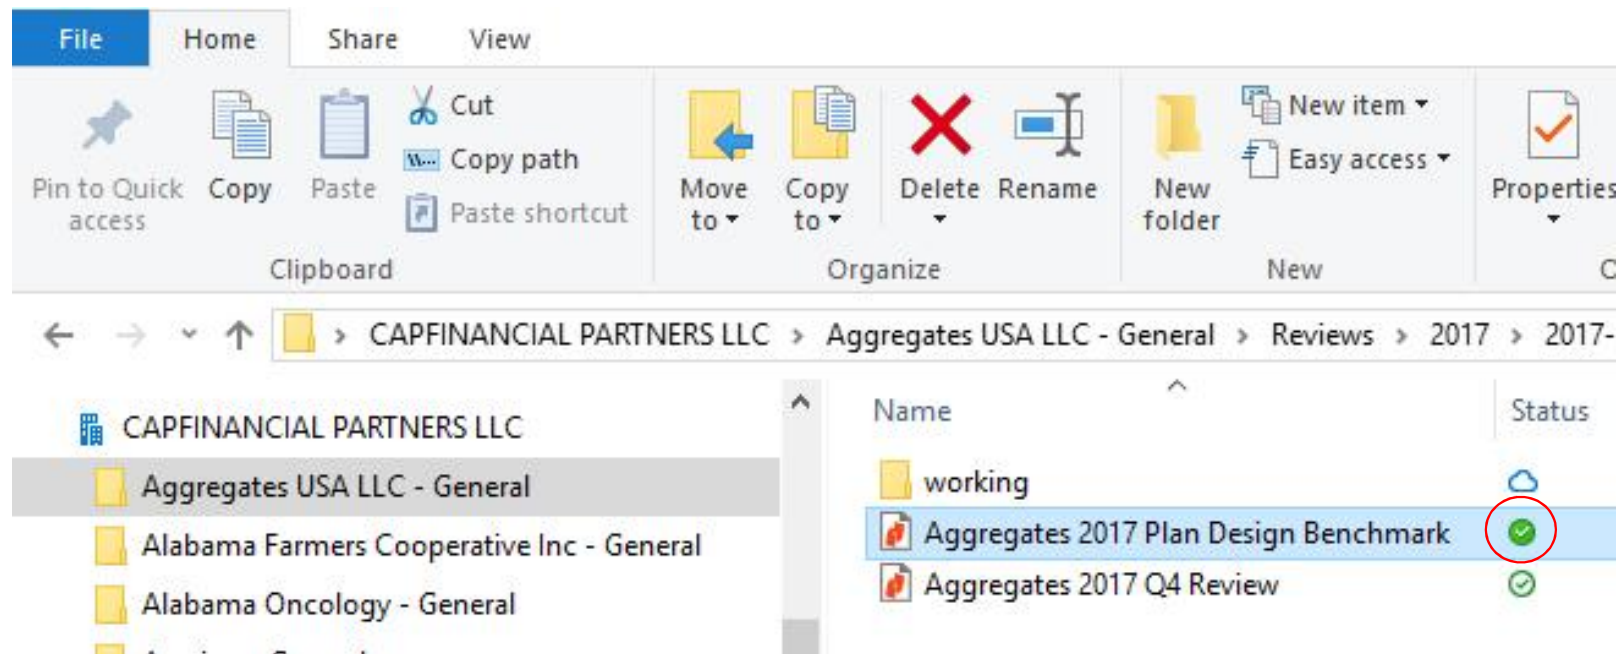 File Home Share View
Pin to Quick access
Copy
Paste
Cut
Copy path
Paste shortcut
Clipboard
Move to
Copy to
Delete
Rename
Organize
New folder
New item
Easy access
New
Properties
CAPFINANCIAL PARTNERS LLC > Aggregates USA LLC - General > Reviews > 2017 > 2017-
CAPFINANCIAL PARTNERS LLC
Aggregates USA LLC - General
Alabama Farmers Cooperative Inc - General
Alabama Oncology - General
Name Status
working
Aggregates 2017 Plan Design Benchmark
Aggregates 2017 Q4 Review